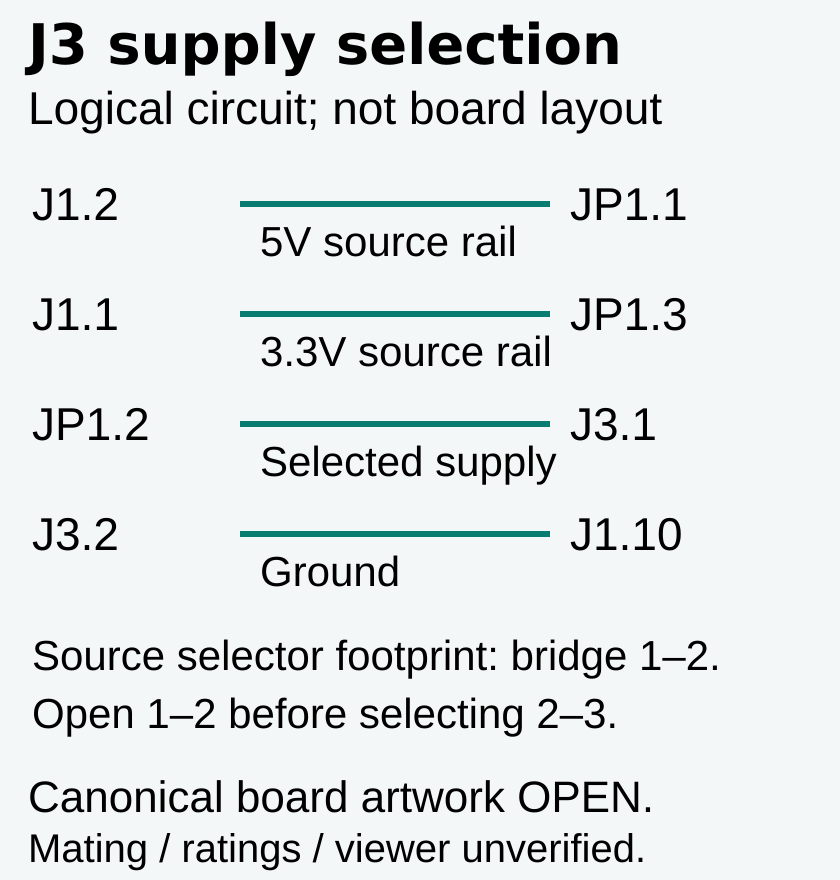 J3 supply selection
Logical circuit; not board layout
J1.2 JP1.1
5V source rail
J1.1 JP1.3
3.3V source rail
JP1.2 J3.1
Selected supply
J3.2 J1.10
Ground
Source selector footprint: bridge 1–2.
Open 1–2 before selecting 2–3.
Canonical board artwork OPEN.
Mating / ratings / viewer unverified.